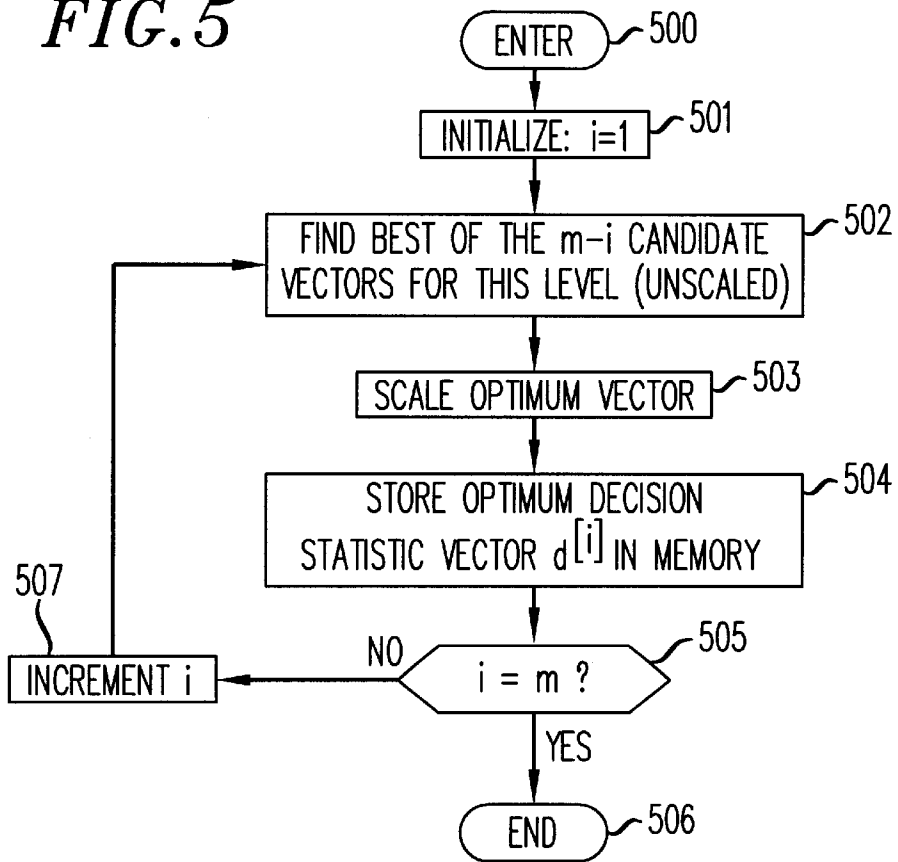 FIG.5
ENTER
500
INITIALIZE: i=1
501
FIND BEST OF THE m-i CANDIDATE
VECTORS FOR THIS LEVEL (UNSCALED)
502
SCALE OPTIMUM VECTOR
503
STORE OPTIMUM DECISION
STATISTIC VECTOR d[i] IN MEMORY
504
i = m ?
505
NO
507
INCREMENT i
YES
END
506